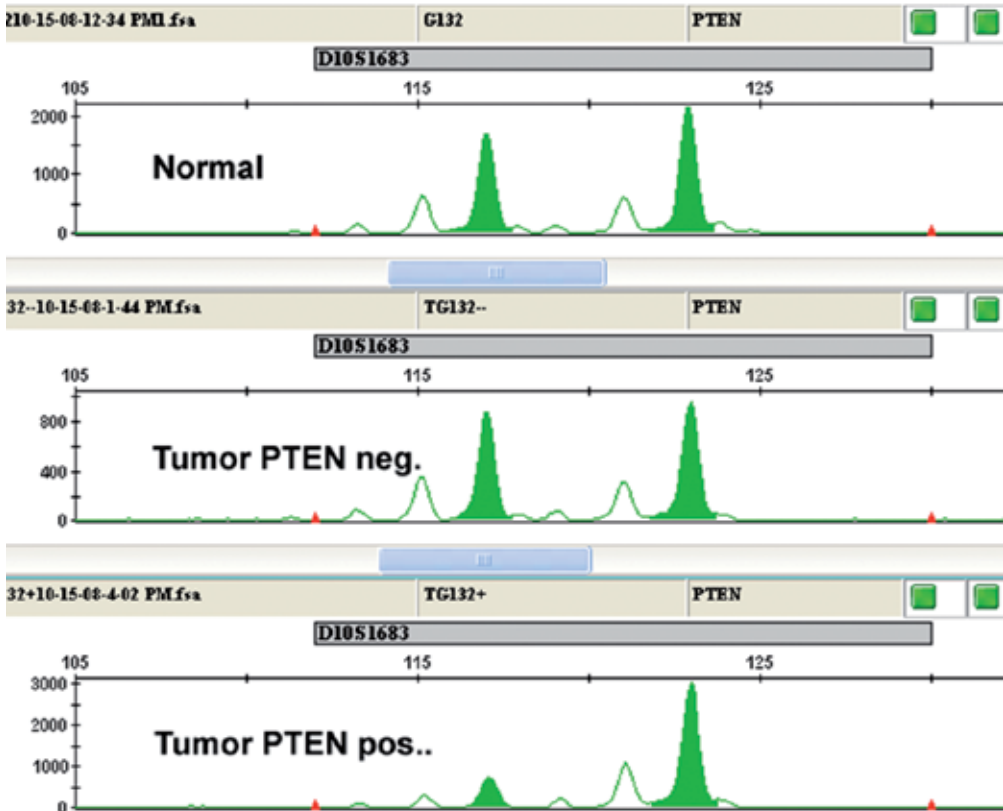 210-15-08-12-34 PM1.fsa G132 PTEN
D10S1683
105 115 125
2000
1000
0
Normal
32--10-15-08-1-44 PM.fsa TG132-- PTEN
D10S1683
105 115 125
800
400
0
Tumor PTEN neg.
32+10-15-08-4-02 PM.fsa TG132+ PTEN
D10S1683
105 115 125
3000
2000
1000
0
Tumor PTEN pos..